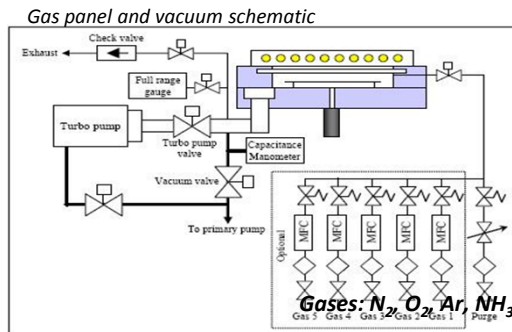 Gas panel and vacuum schematic
Check valve
Exhaust
Full range
gauge
Turbo pump
Turbo pump
valve
Capacitance
Manometer
Vacuum valve
To primary pump
Optional
MFC MFC MFC MFC MFC
Gases: N2, O2, Ar, NH3
Gas 5 Gas 4 Gas 3 Gas 2 Gas 1 Purge